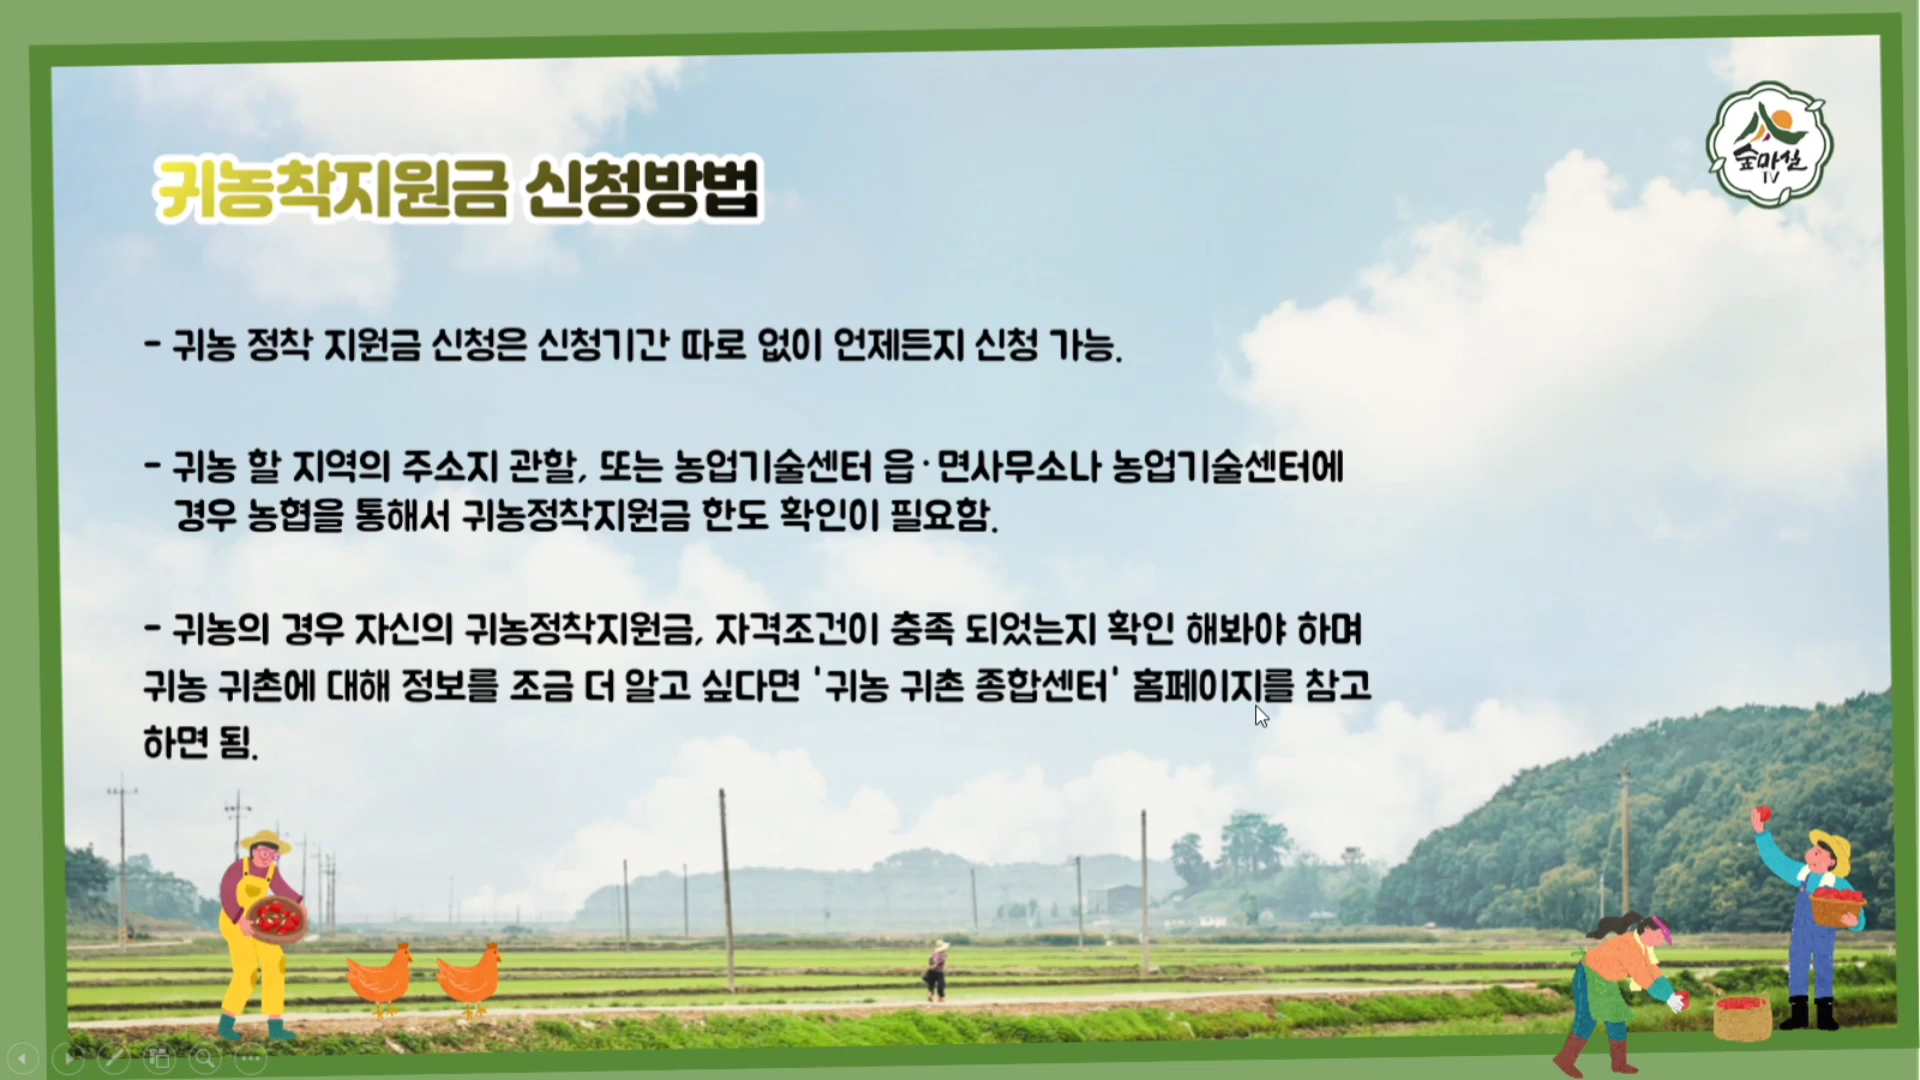 귀농착지원금 신청방법
숲마실
TV
- 귀농 정착 지원금 신청은 신청기간 따로 없이 언제든지 신청 가능.
- 귀농 할 지역의 주소지 관할, 또는 농업기술센터 읍·면사무소나 농업기술센터에
경우 농협을 통해서 귀농정착지원금 한도 확인이 필요함.
- 귀농의 경우 자신의 귀농정착지원금, 자격조건이 충족 되었는지 확인 해봐야 하며
귀농 귀촌에 대해 정보를 조금 더 알고 싶다면 '귀농 귀촌 종합센터' 홈페이지를 참고
하면 됨.